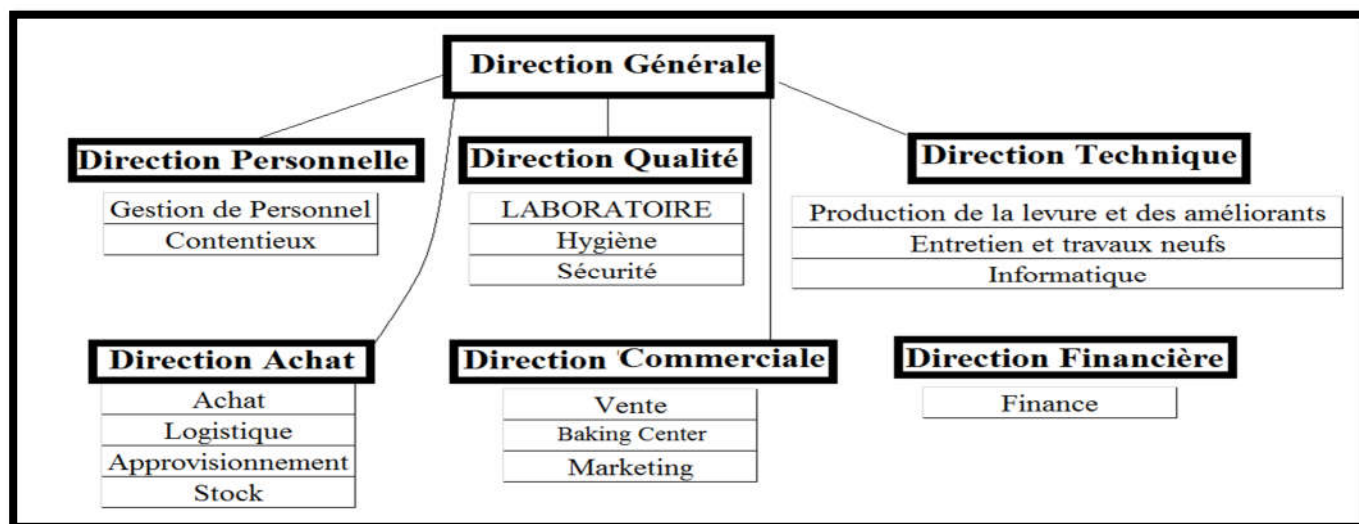 Direction Générale
Direction Personnelle
Gestion de Personnel
Contentieux
Direction Qualité
LABORATOIRE
Hygiène
Sécurité
Direction Technique
Production de la levure et des améliorants
Entretien et travaux neufs
Informatique
Direction Achat
Achat
Logistique
Approvisionnement
Stock
Direction Commerciale
Vente
Baking Center
Marketing
Direction Financière
Finance